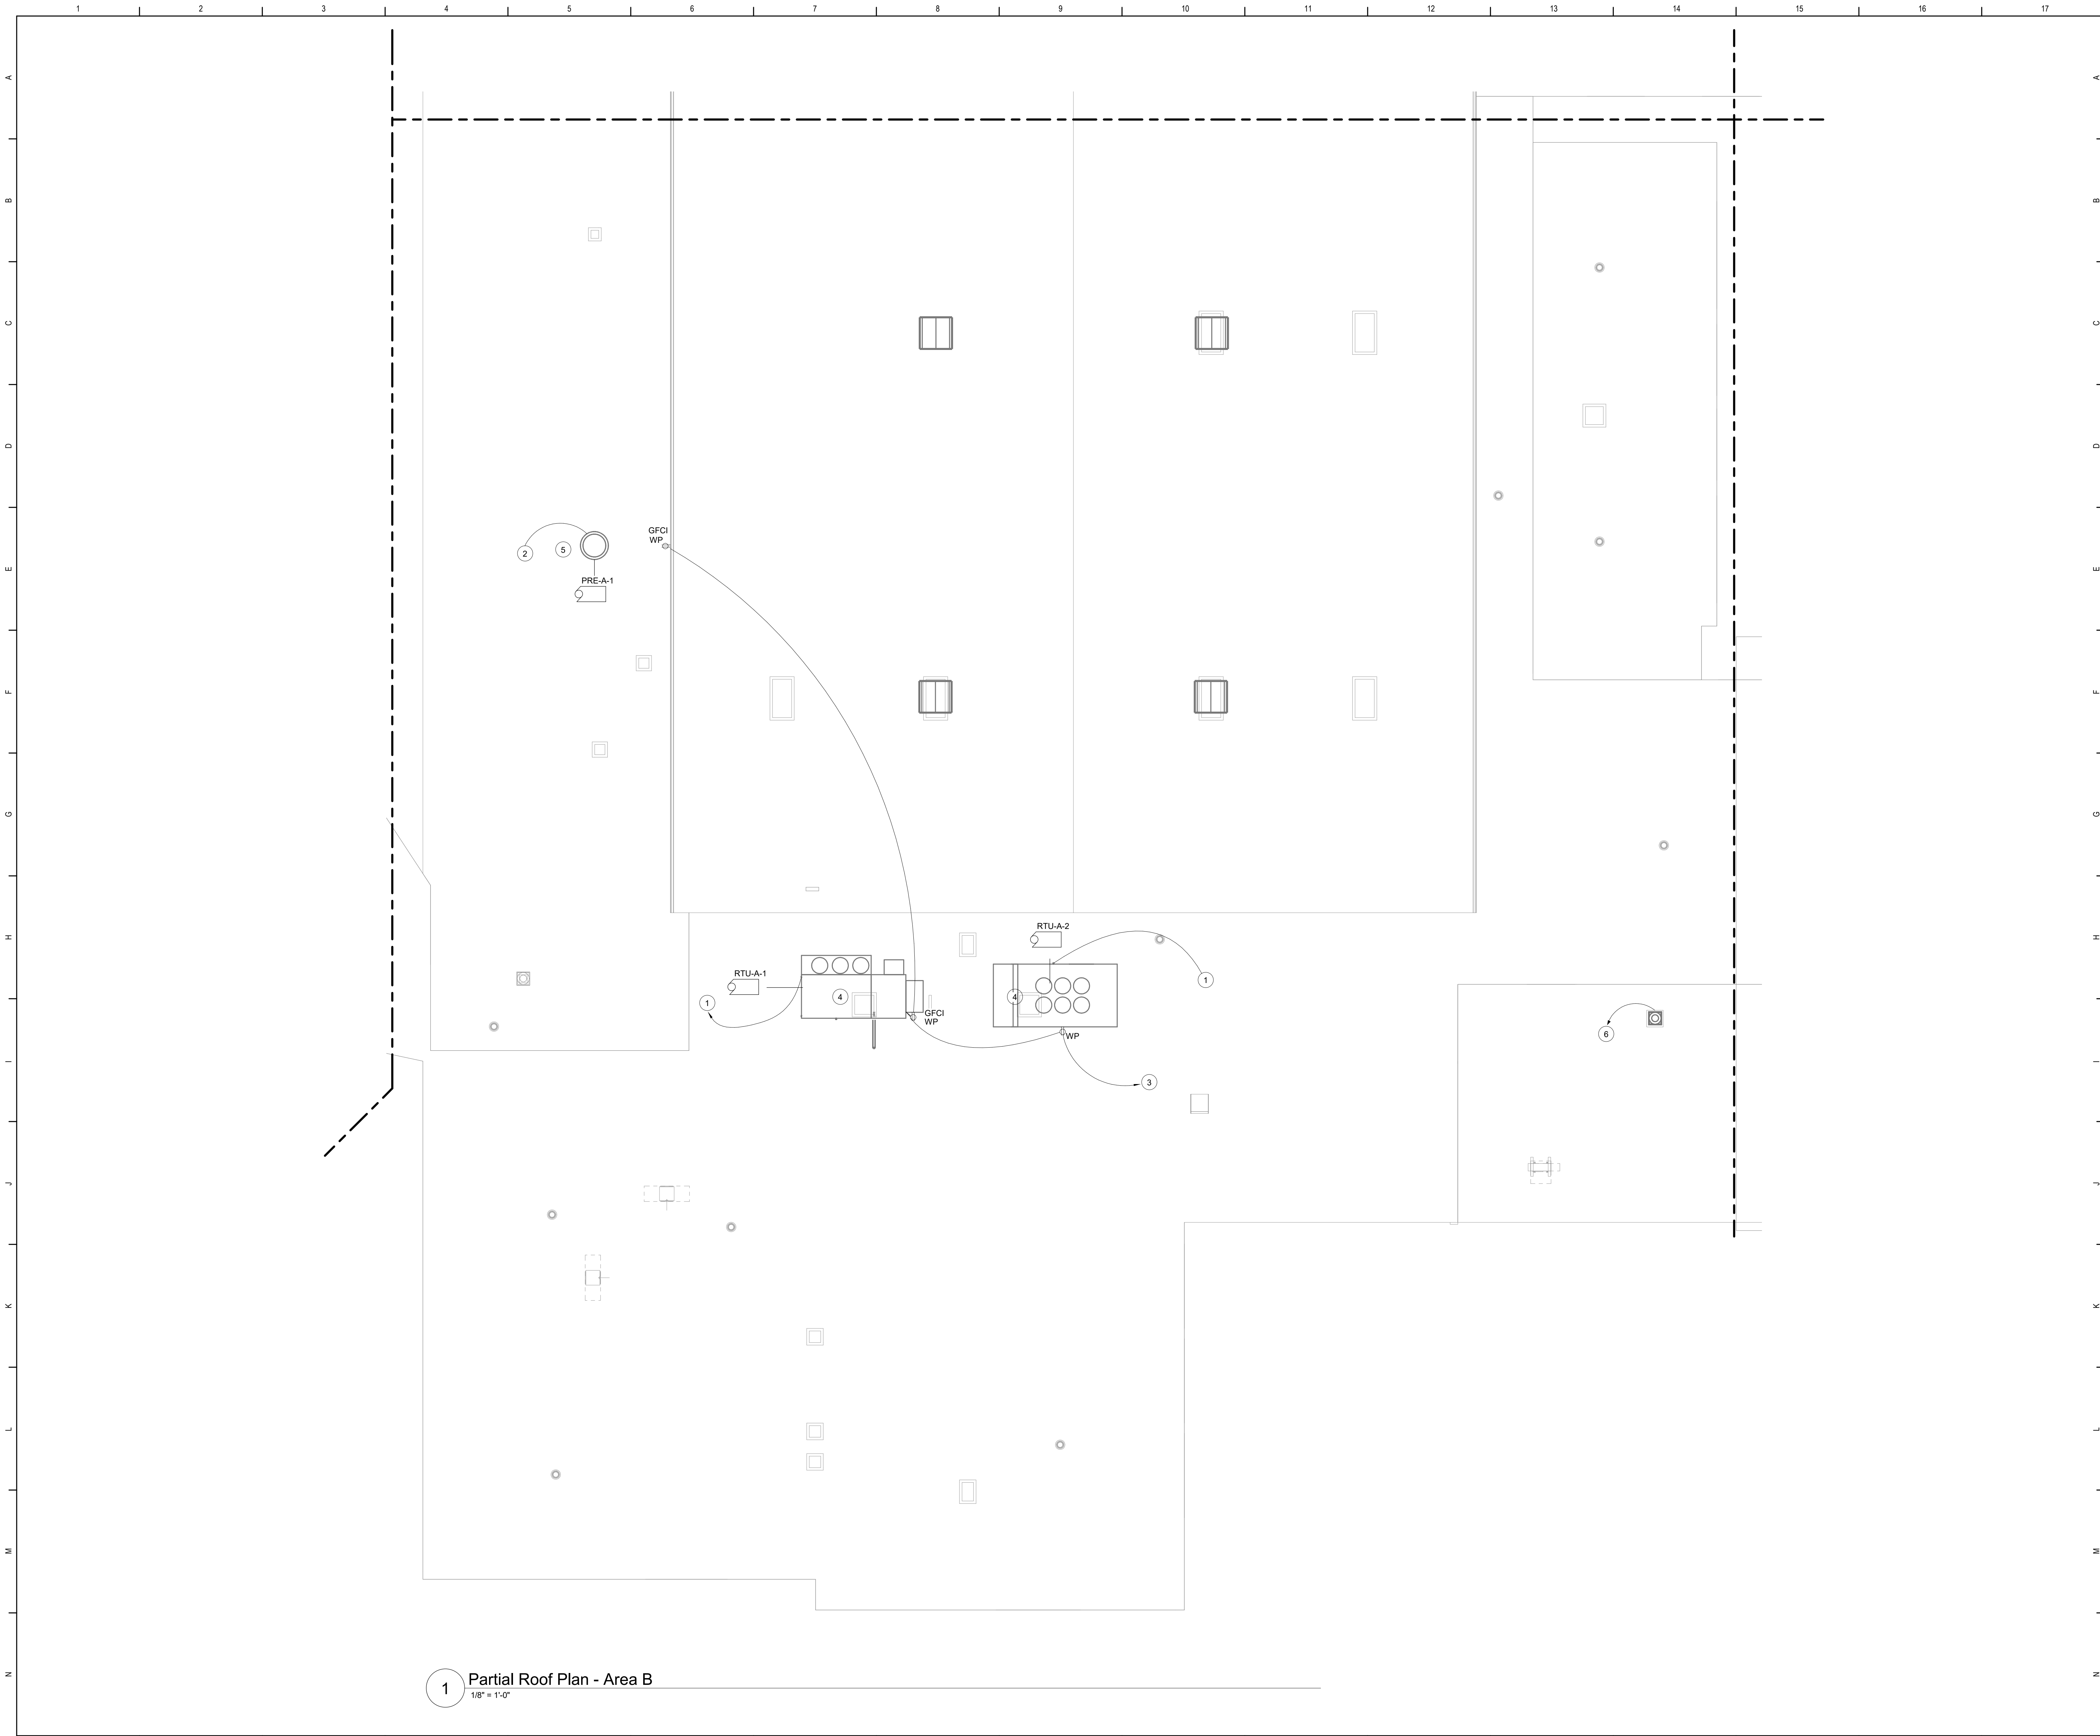 1 2 3 4 5 6 7 8 9 10 11 12 13 14 15 16 17
A A
B B
C C
D D
E E
F F
G G
H H
I I
J J
K K
L L
M M
N N
GFCI
WP
2
5
PRE-A-1
RTU-A-2
RTU-A-1
1
1
4
4
GFCI
WP
WP
6
3
1
Partial Roof Plan - Area B
1/8" = 1'-0"